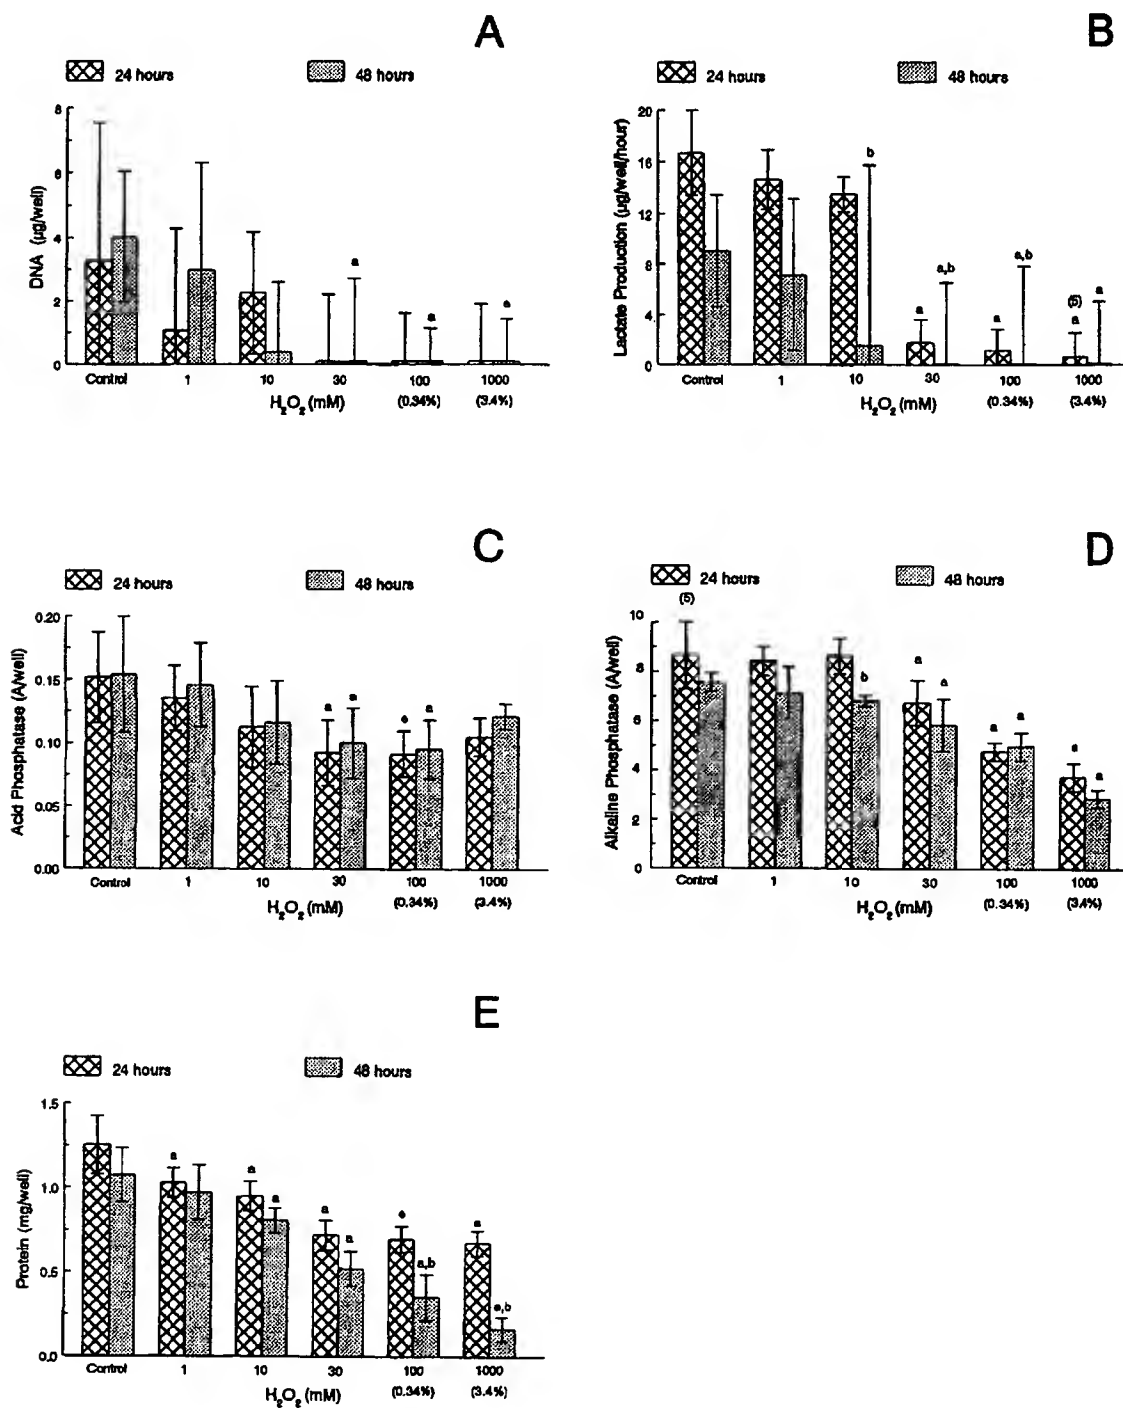 A
24 hours 48 hours
DNA (µg/well)
8
6
4
2
0
a
a
a
Control 1 10 30 100 1000
H₂O₂ (mM) (0.34%) (3.4%)
B
24 hours 48 hours
Lactate Production (µg/well/hour)
20
16
12
8
4
0
b
a,b
a,b
(5)
a
a
a
a
Control 1 10 30 100 1000
H₂O₂ (mM) (0.34%) (3.4%)
C
24 hours 48 hours
Acid Phosphatase (A/well)
0.20
0.15
0.10
0.05
0.00
a
a
a
Control 1 10 30 100 1000
H₂O₂ (mM) (0.34%) (3.4%)
D
24 hours 48 hours
(5)
Alkaline Phosphatase (A/well)
10
8
6
4
2
0
b
a
a
a
a
a
a
Control 1 10 30 100 1000
H₂O₂ (mM) (0.34%) (3.4%)
E
24 hours 48 hours
Protein (mg/well)
1.5
1.0
0.5
0.0
a
a
a
a
a
a,b
a
Control 1 10 30 100 1000
H₂O₂ (mM) (0.34%) (3.4%)